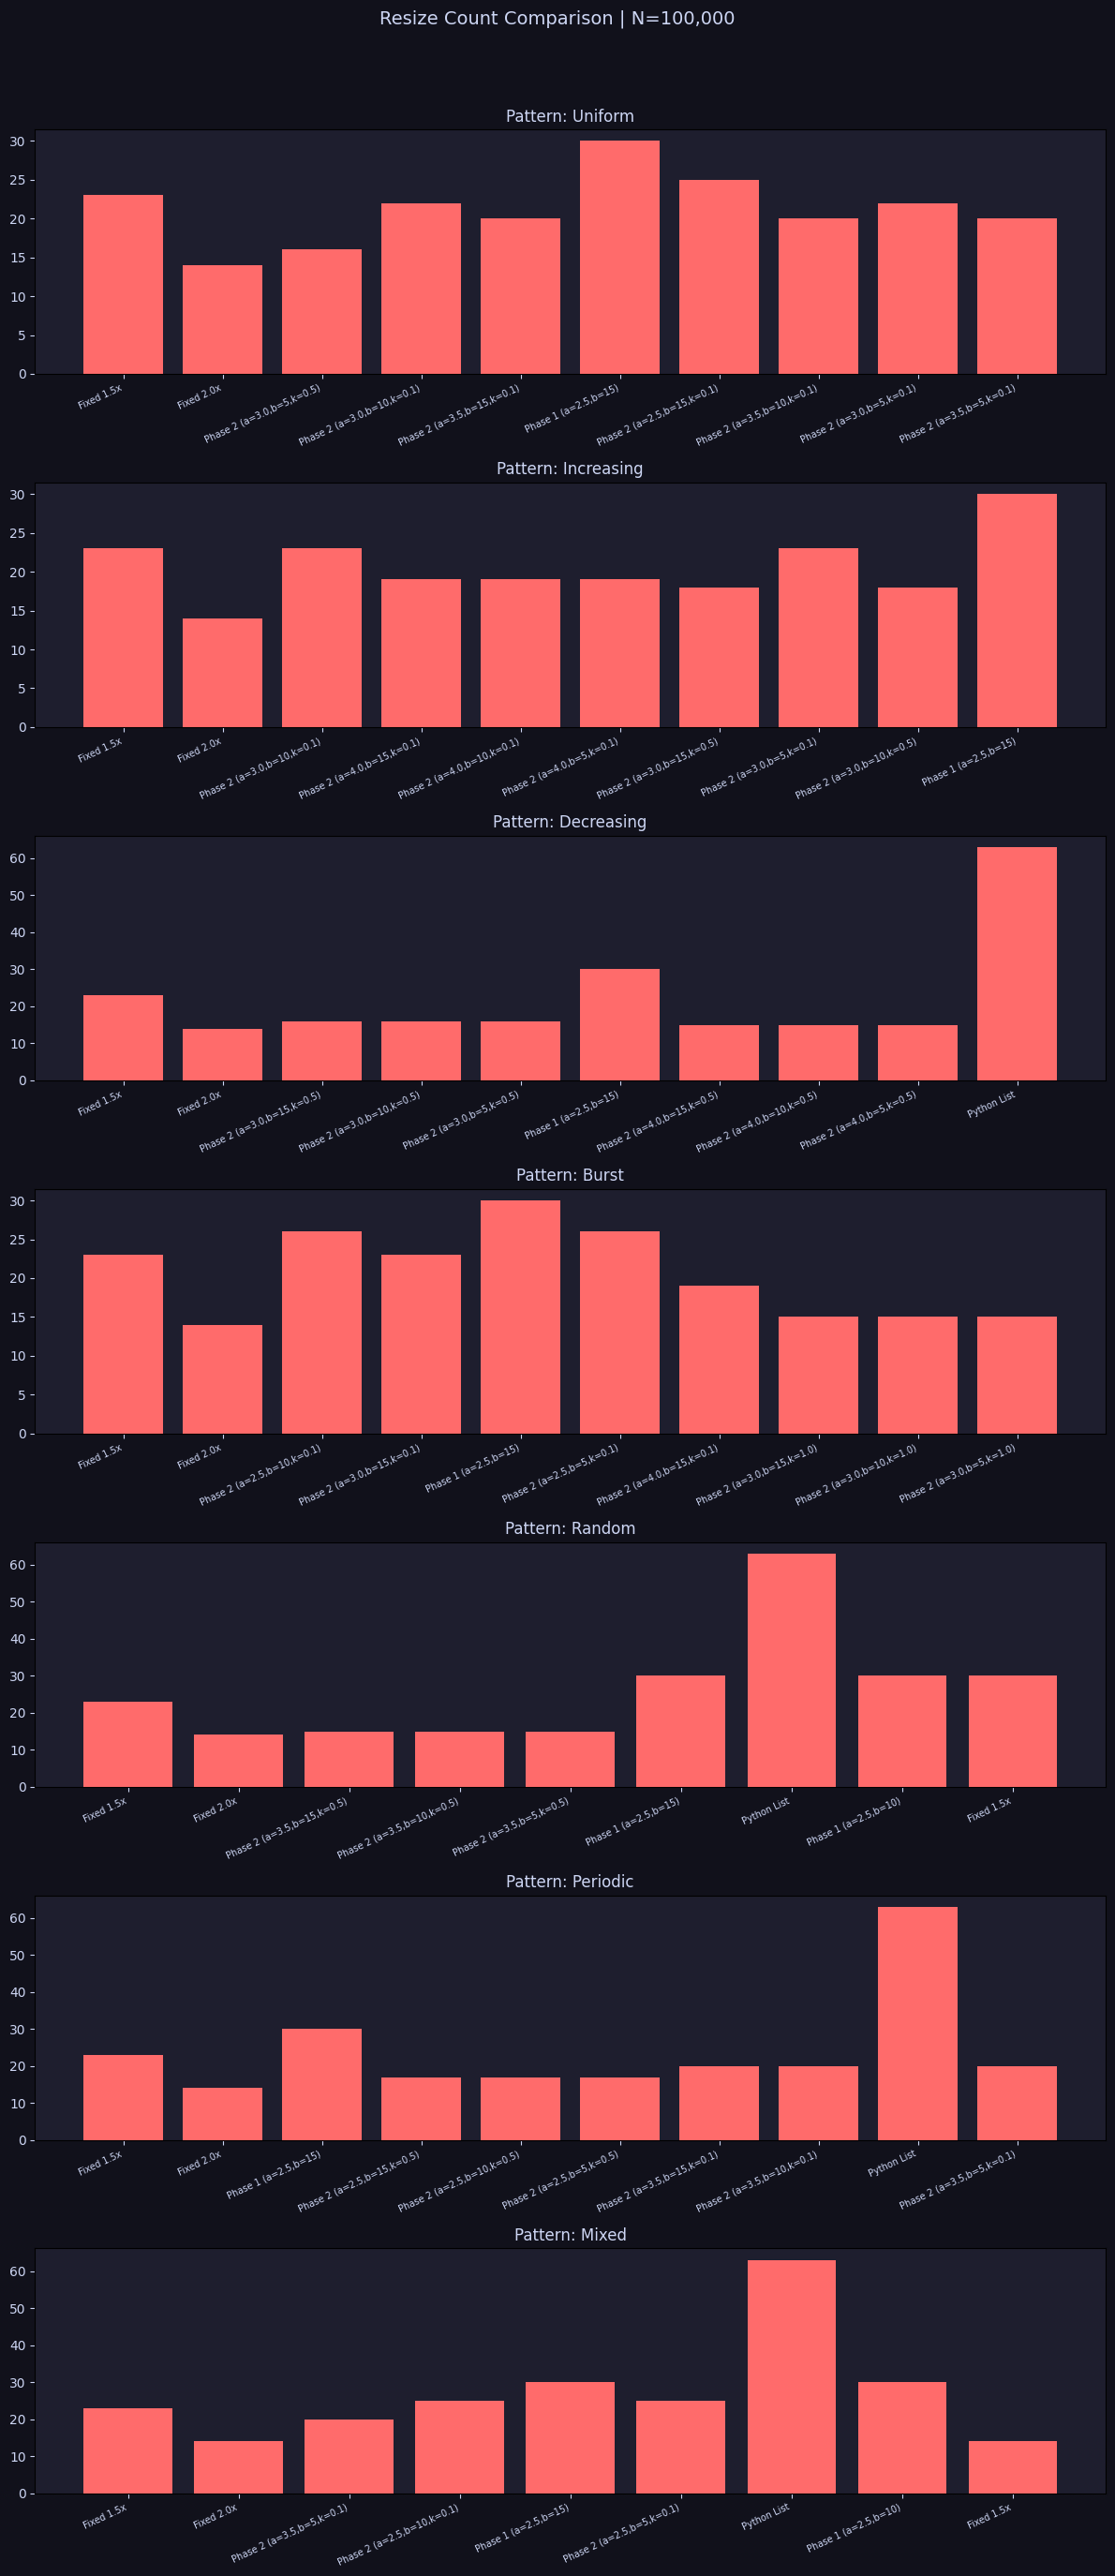 Resize Count Comparison | N=100,000
Pattern: Uniform
30
25
20
15
10
5
0
Fixed 1.5x
Fixed 2.0x
Phase 2 (a=3.0,b=5,k=0.5)
Phase 2 (a=3.0,b=10,k=0.1)
Phase 2 (a=3.5,b=15,k=0.1)
Phase 1 (a=2.5,b=15)
Phase 2 (a=2.5,b=15,k=0.1)
Phase 2 (a=3.5,b=10,k=0.1)
Phase 2 (a=3.0,b=5,k=0.1)
Phase 2 (a=3.5,b=5,k=0.1)
Pattern: Increasing
30
25
20
15
10
5
0
Fixed 1.5x
Fixed 2.0x
Phase 2 (a=3.0,b=10,k=0.1)
Phase 2 (a=4.0,b=15,k=0.1)
Phase 2 (a=4.0,b=10,k=0.1)
Phase 2 (a=4.0,b=5,k=0.1)
Phase 2 (a=3.0,b=15,k=0.5)
Phase 2 (a=3.0,b=5,k=0.1)
Phase 2 (a=3.0,b=10,k=0.5)
Phase 1 (a=2.5,b=15)
Pattern: Decreasing
60
50
40
30
20
10
0
Fixed 1.5x
Fixed 2.0x
Phase 2 (a=3.0,b=15,k=0.5)
Phase 2 (a=3.0,b=10,k=0.5)
Phase 2 (a=3.0,b=5,k=0.5)
Phase 1 (a=2.5,b=15)
Phase 2 (a=4.0,b=15,k=0.5)
Phase 2 (a=4.0,b=10,k=0.5)
Phase 2 (a=4.0,b=5,k=0.5)
Python List
Pattern: Burst
30
25
20
15
10
5
0
Fixed 1.5x
Fixed 2.0x
Phase 2 (a=2.5,b=10,k=0.1)
Phase 2 (a=3.0,b=15,k=0.1)
Phase 1 (a=2.5,b=15)
Phase 2 (a=2.5,b=5,k=0.1)
Phase 2 (a=4.0,b=15,k=0.1)
Phase 2 (a=3.0,b=15,k=1.0)
Phase 2 (a=3.0,b=10,k=1.0)
Phase 2 (a=3.0,b=5,k=1.0)
Pattern: Random
60
50
40
30
20
10
0
Fixed 1.5x
Fixed 2.0x
Phase 2 (a=3.5,b=15,k=0.5)
Phase 2 (a=3.5,b=10,k=0.5)
Phase 2 (a=3.5,b=5,k=0.5)
Phase 1 (a=2.5,b=15)
Python List
Phase 1 (a=2.5,b=10)
Fixed 1.5x
Pattern: Periodic
60
50
40
30
20
10
0
Fixed 1.5x
Fixed 2.0x
Phase 1 (a=2.5,b=15)
Phase 2 (a=2.5,b=15,k=0.5)
Phase 2 (a=2.5,b=10,k=0.5)
Phase 2 (a=2.5,b=5,k=0.5)
Phase 2 (a=3.5,b=15,k=0.1)
Phase 2 (a=3.5,b=10,k=0.1)
Python List
Phase 2 (a=3.5,b=5,k=0.1)
Pattern: Mixed
60
50
40
30
20
10
0
Fixed 1.5x
Fixed 2.0x
Phase 2 (a=3.5,b=5,k=0.1)
Phase 2 (a=2.5,b=10,k=0.1)
Phase 1 (a=2.5,b=15)
Phase 2 (a=2.5,b=5,k=0.1)
Python List
Phase 1 (a=2.5,b=10)
Fixed 1.5x